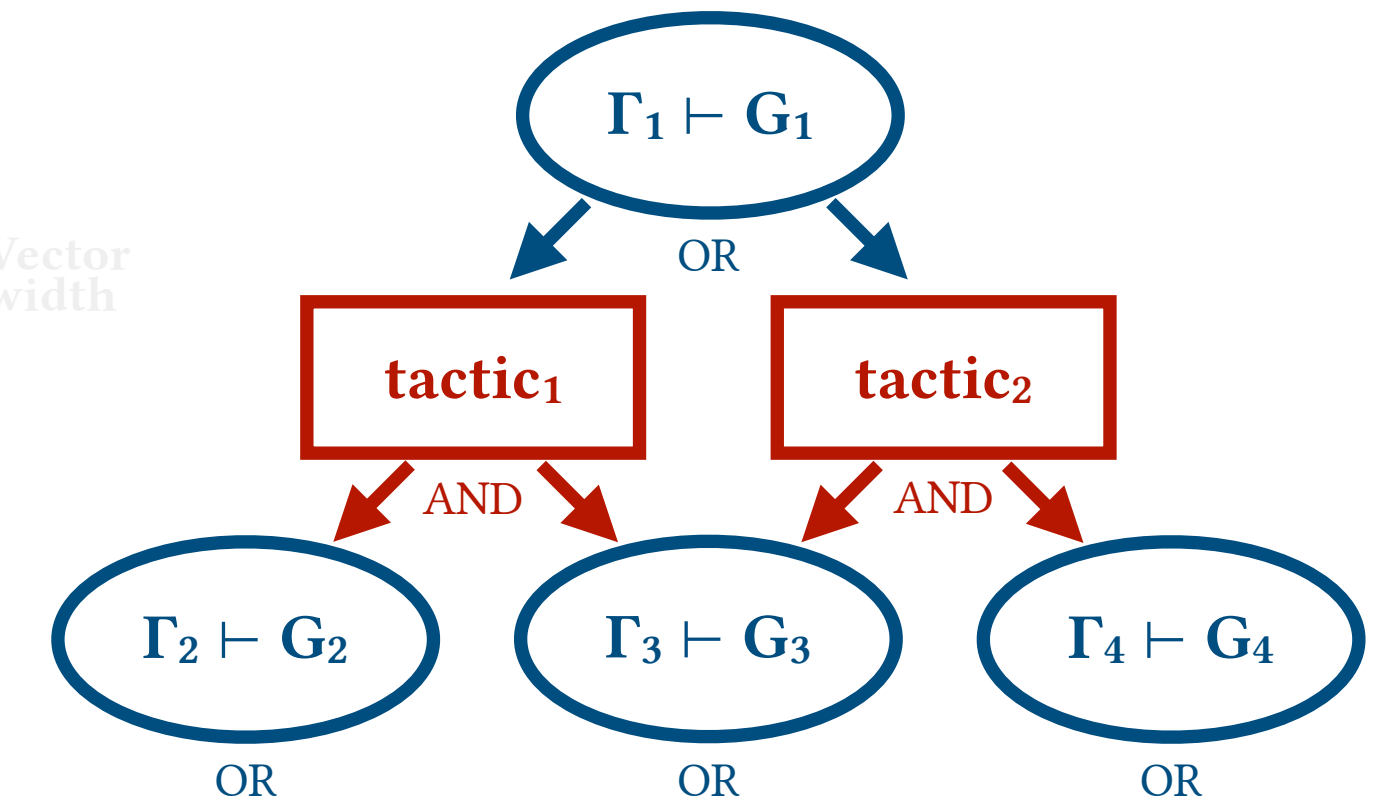 Γ₁ ⊢ G₁
OR
Vector
width
tactic₁
tactic₂
AND
AND
Γ₂ ⊢ G₂
Γ₃ ⊢ G₃
Γ₄ ⊢ G₄
OR
OR
OR